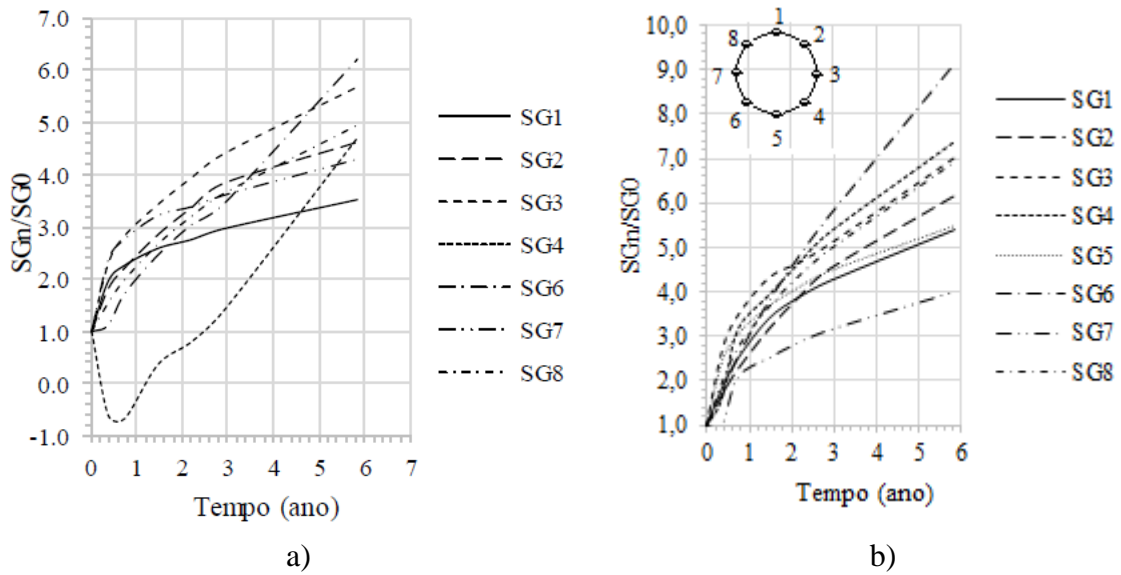 7.0
6.0
5.0
4.0
3.0
2.0
1.0
0.0
-1.0
SGn/SG0
0 1 2 3 4 5 6 7
Tempo (ano)
SG1
SG2
SG3
SG4
SG6
SG7
SG8
a)
10,0
9,0
8,0
7,0
6,0
5,0
4,0
3,0
2,0
1,0
SGn/SG0
1
8 2
7 3
6 4
5
0 1 2 3 4 5 6
Tempo (ano)
SG1
SG2
SG3
SG4
SG5
SG6
SG7
SG8
b)